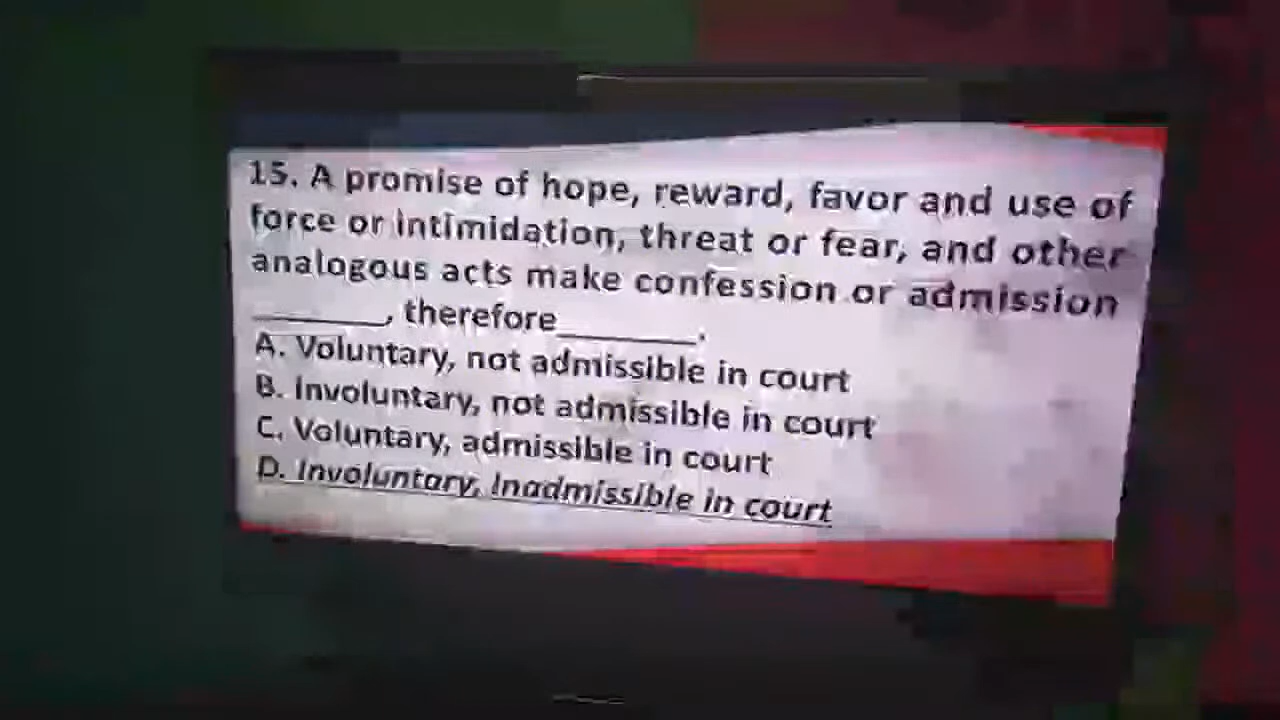 15. A promise of hope, reward, favor and use of
force or intimidation, threat or fear, and other
analogous acts make confession or admission
_______, therefore_______.
A. Voluntary, not admissible in court
B. Involuntary, not admissible in court
C. Voluntary, admissible in court
D. Involuntary, Inadmissible in court